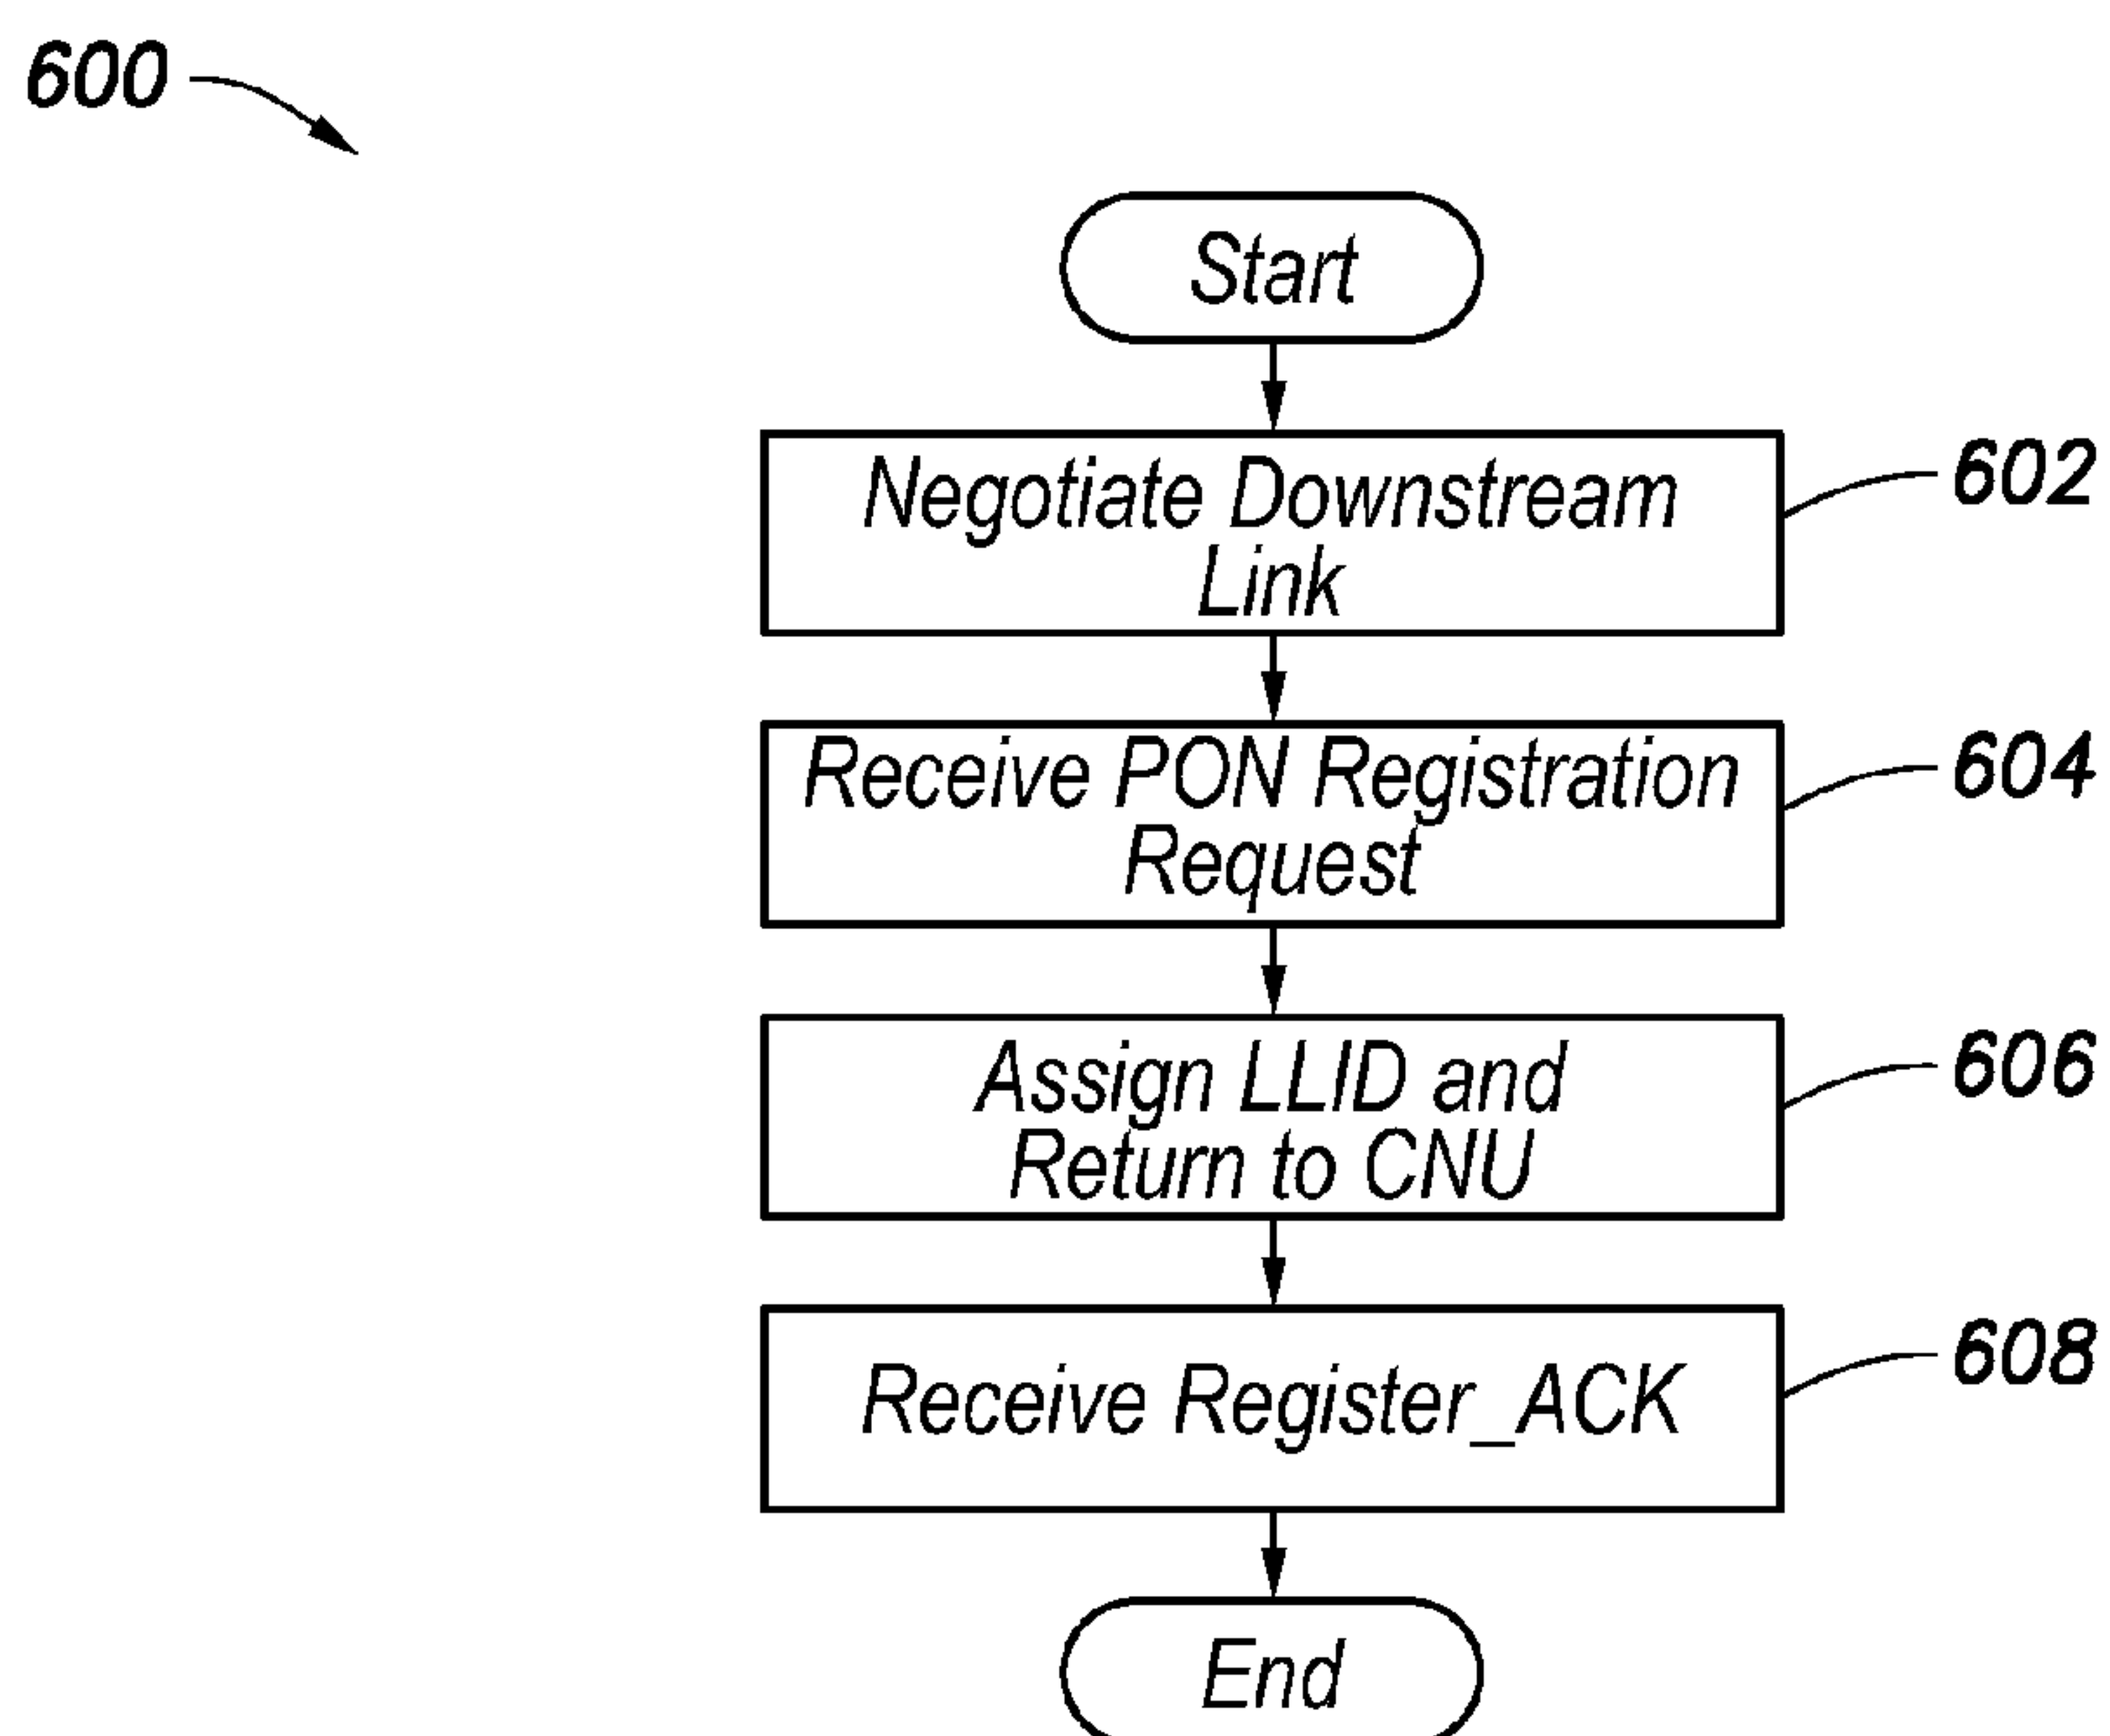 600
Start
Negotiate Downstream
Link
602
Receive PON Registration
Request
604
Assign LLID and
Return to CNU
606
Receive Register_ACK
608
End